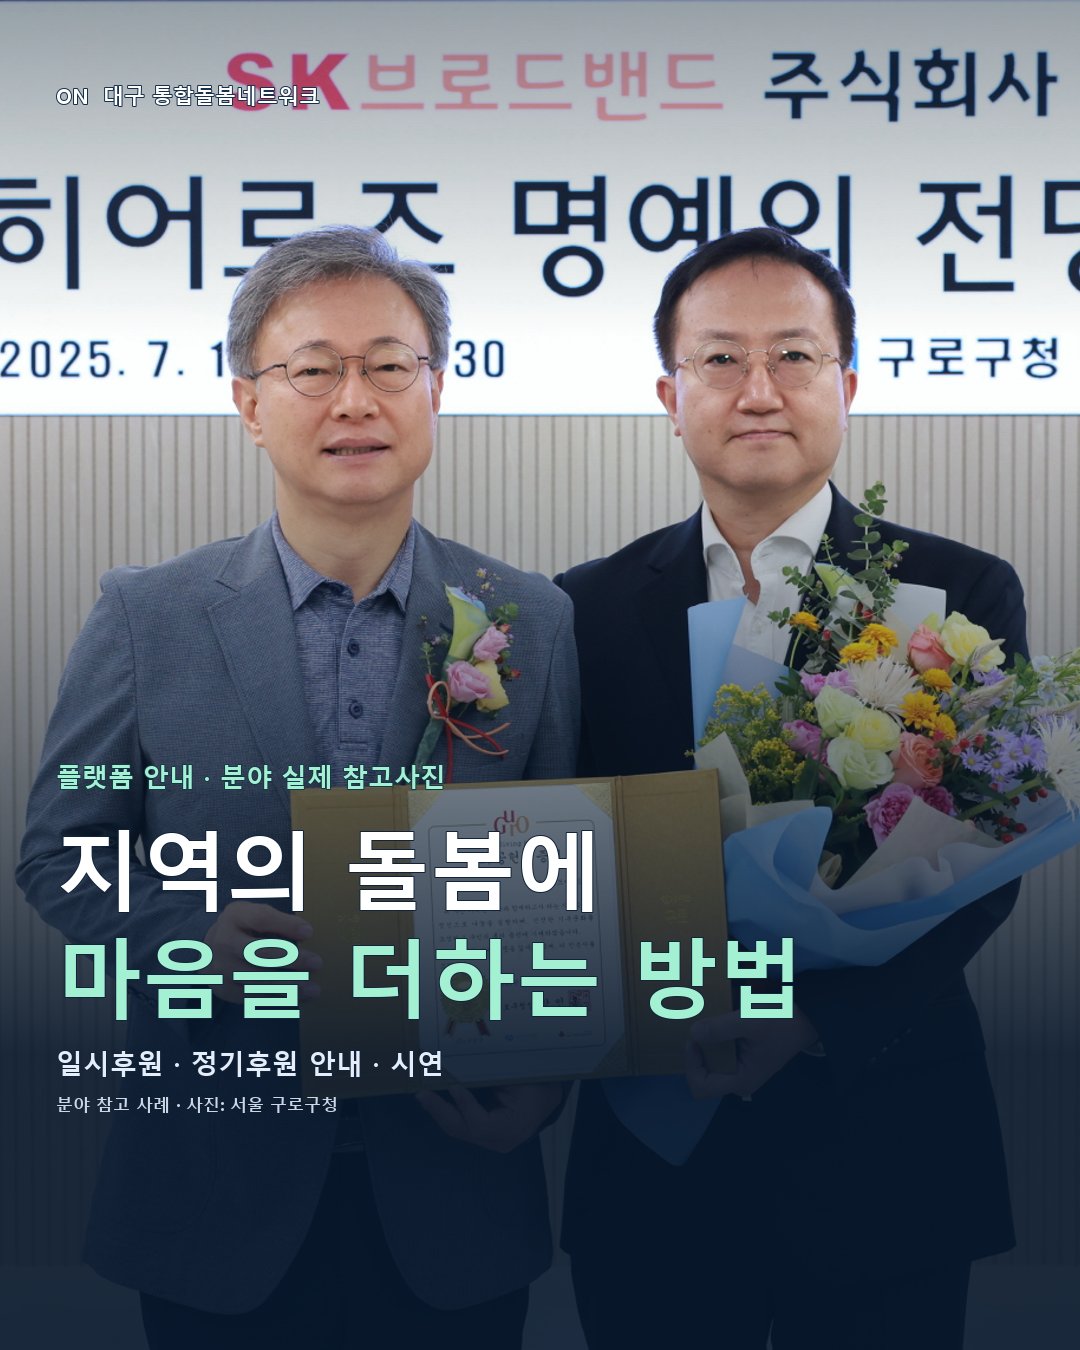 SK브로드밴드 주식회사
ON 대구 통합돌봄네트워크
히어로즈 명예의 전당
2025. 7. 1 30
구로구청
플랫폼 안내 · 분야 실제 참고사진
지역의 돌봄에
마음을 더하는 방법
일시후원 · 정기후원 안내 · 시연
분야 참고 사례 · 사진: 서울 구로구청